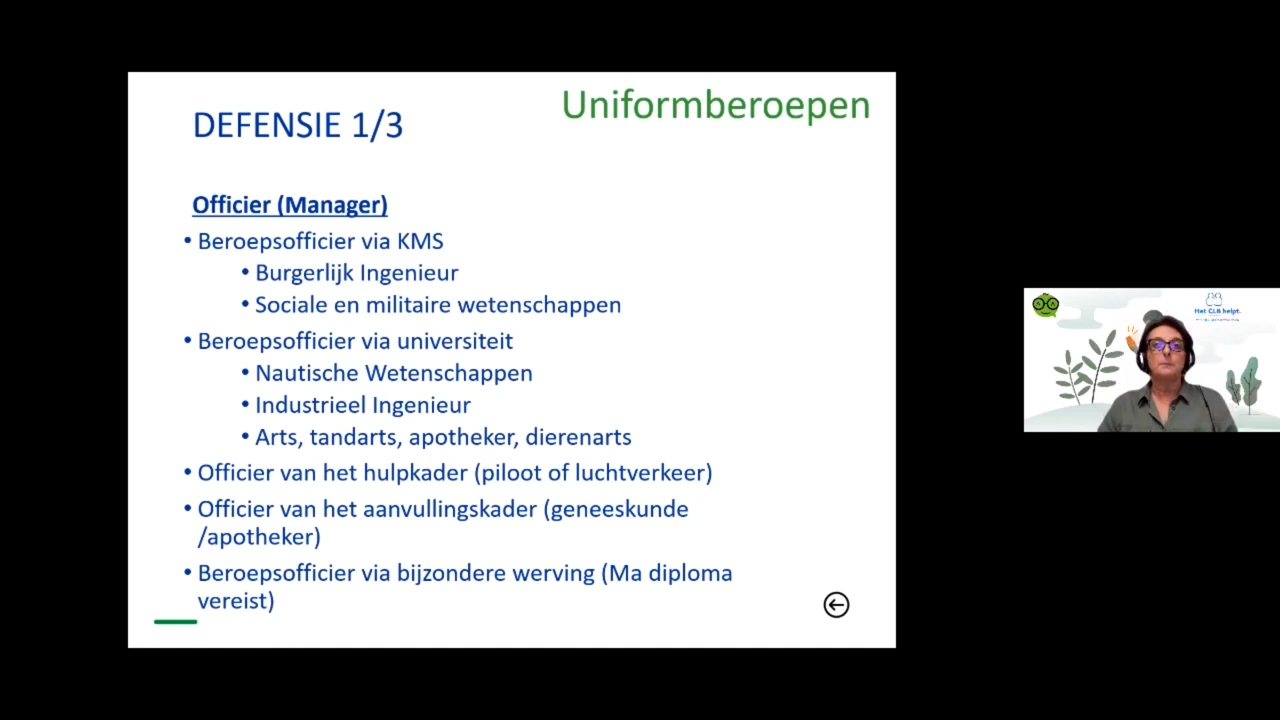 Uniformberoepen
DEFENSIE 1/3
Officier (Manager)
• Beroepsofficier via KMS
• Burgerlijk Ingenieur
• Sociale en militaire wetenschappen
• Beroepsofficier via universiteit
• Nautische Wetenschappen
• Industrieel Ingenieur
• Arts, tandarts, apotheker, dierenarts
• Officier van het hulpkader (piloot of luchtverkeer)
• Officier van het aanvullingskader (geneeskunde
/apotheker)
• Beroepsofficier via bijzondere werving (Ma diploma
vereist)
Het CLB helpt.